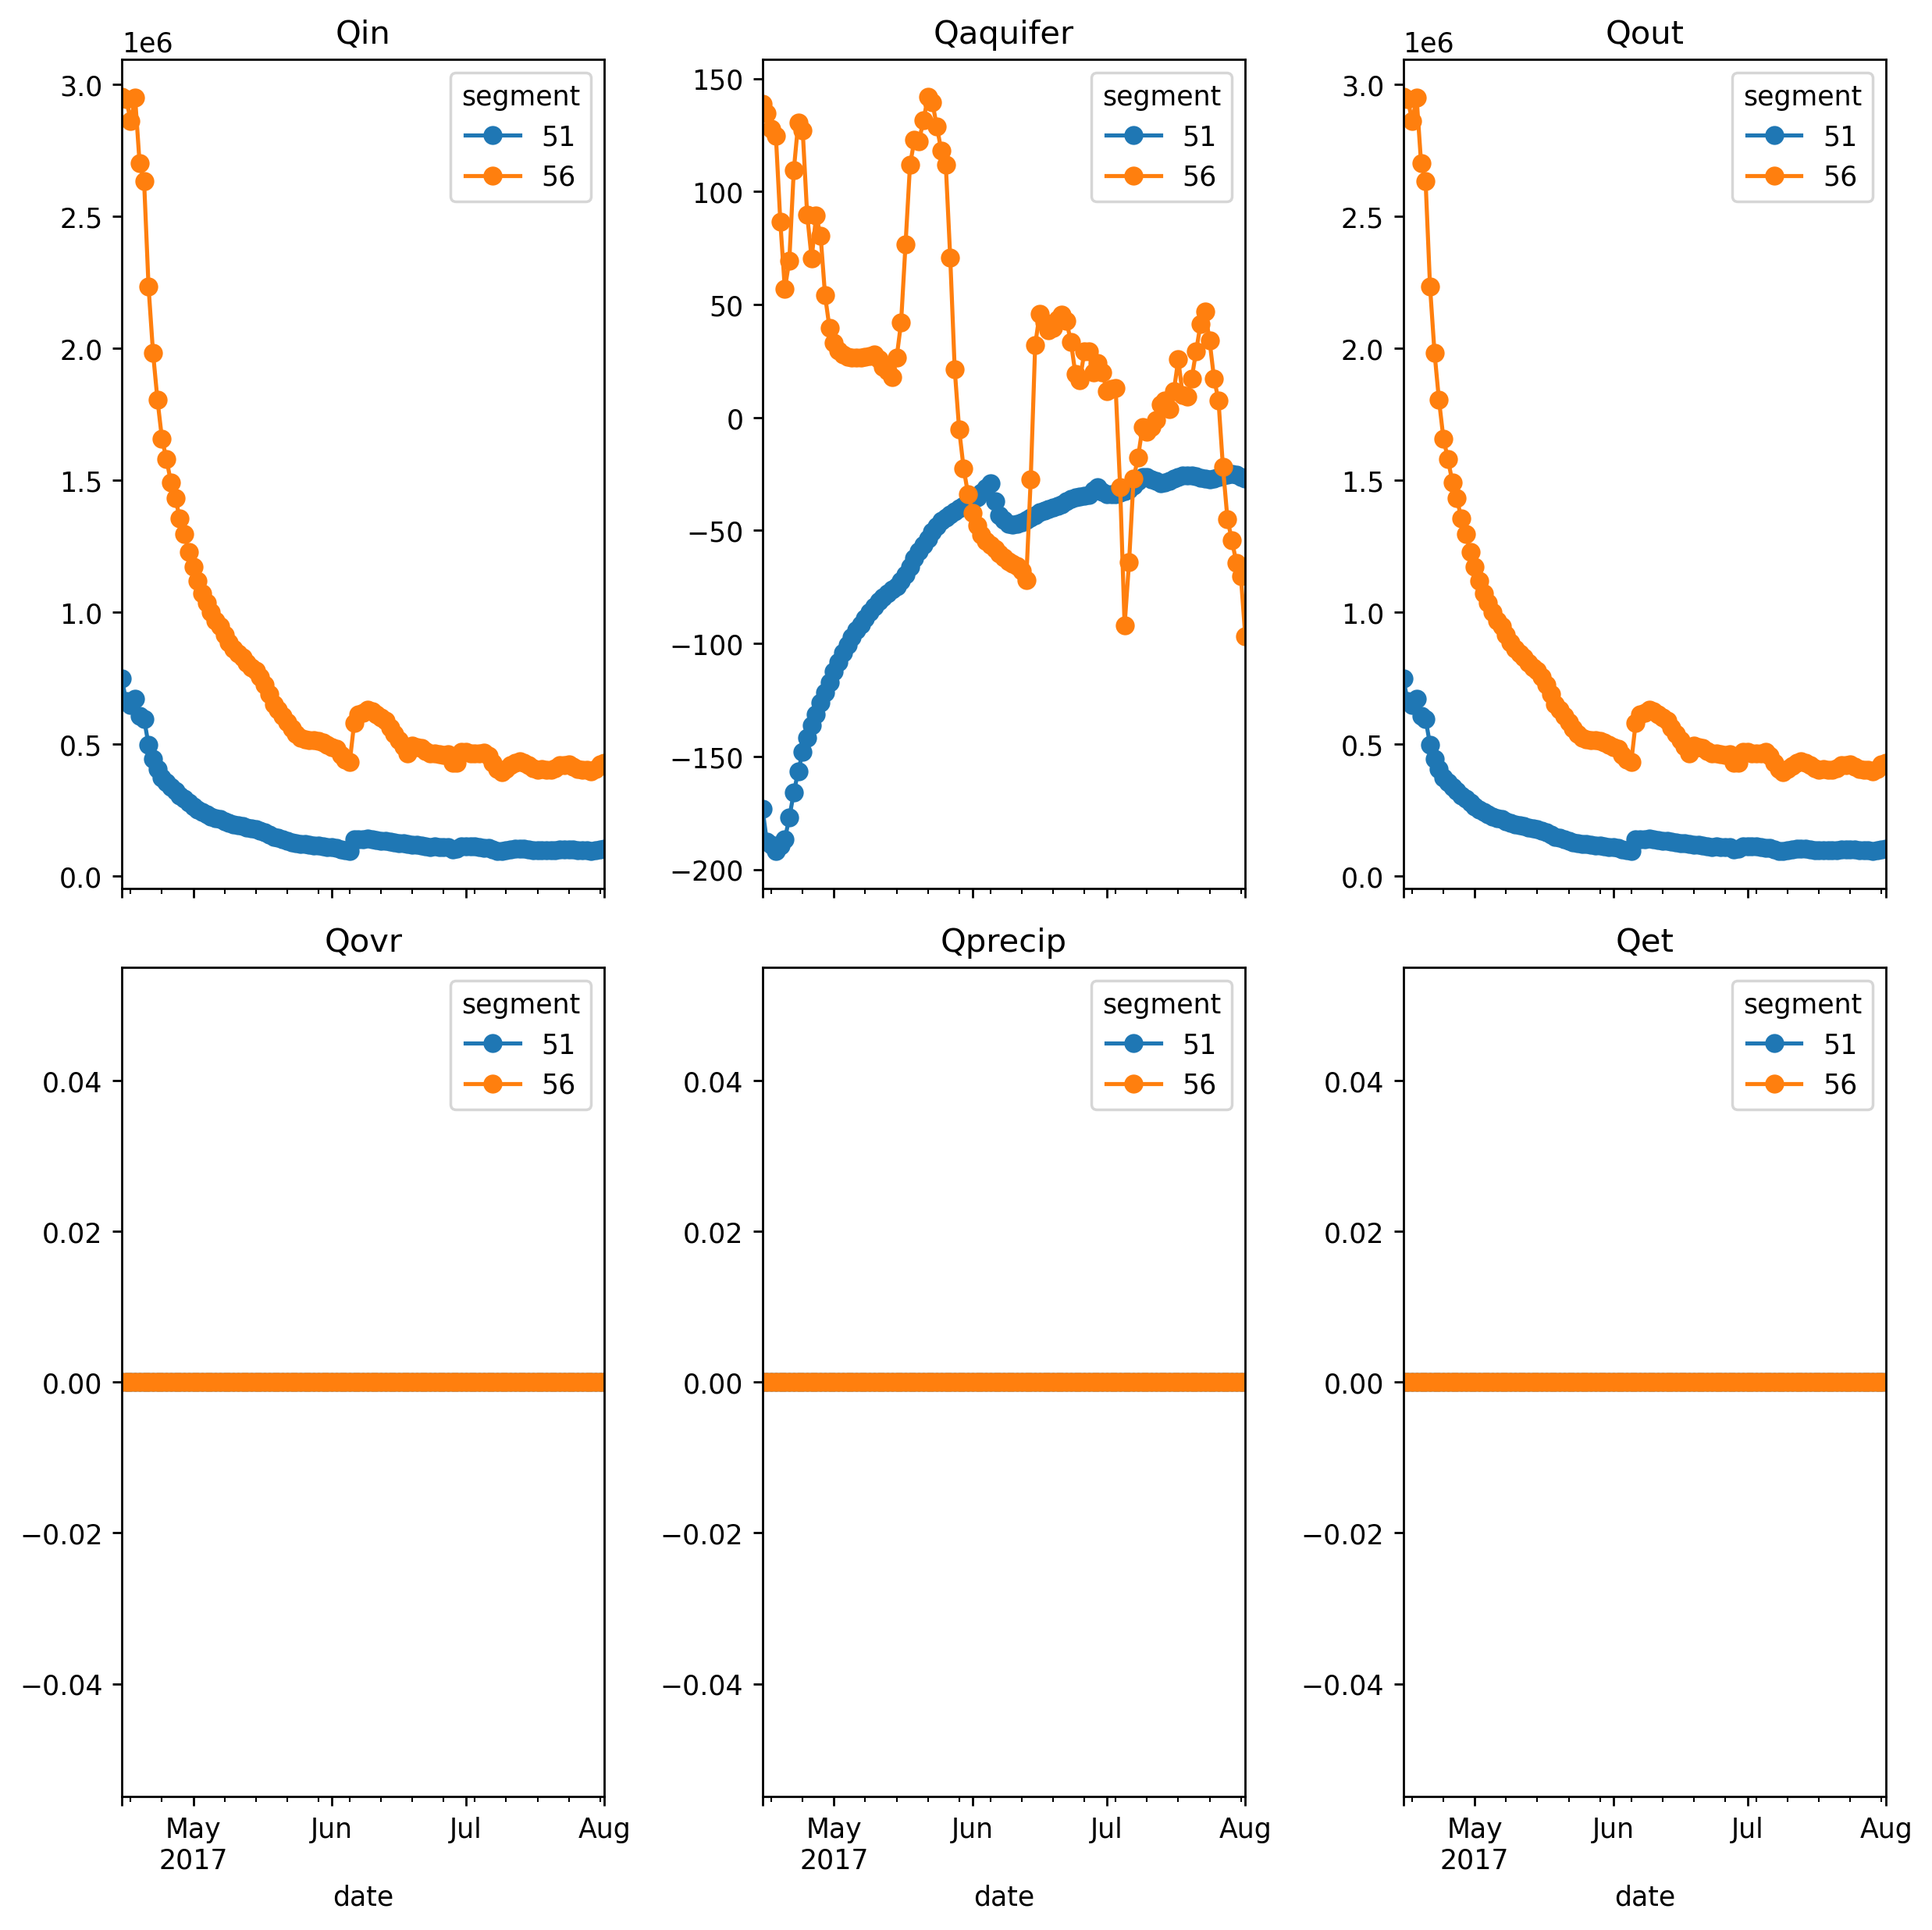 Qin
1e6
3.0
2.5
2.0
1.5
1.0
0.5
0.0
segment
51
56
Qaquifer
150
100
50
0
−50
−100
−150
−200
segment
51
56
Qout
1e6
3.0
2.5
2.0
1.5
1.0
0.5
0.0
segment
51
56
Qovr
0.04
0.02
0.00
−0.02
−0.04
segment
51
56
May
2017
Jun
Jul
Aug
date
Qprecip
0.04
0.02
0.00
−0.02
−0.04
segment
51
56
May
2017
Jun
Jul
Aug
date
Qet
0.04
0.02
0.00
−0.02
−0.04
segment
51
56
May
2017
Jun
Jul
Aug
date